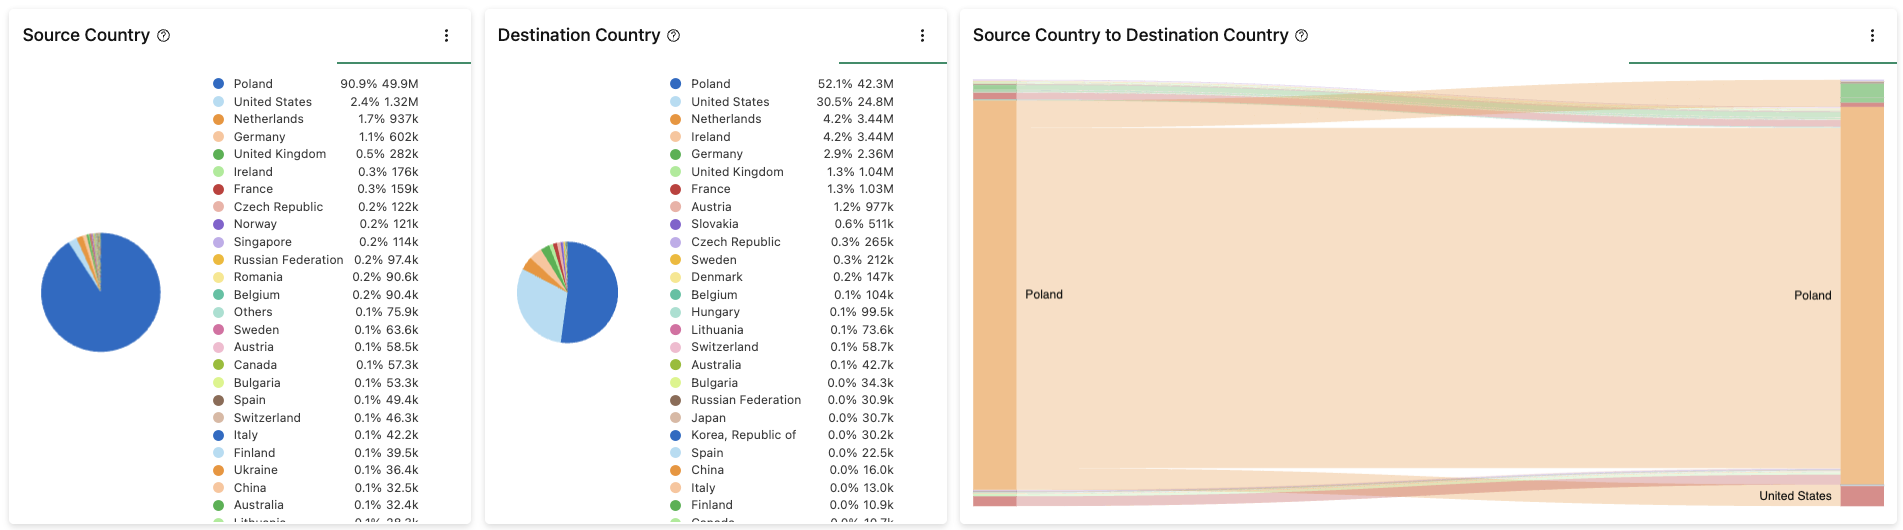 Source Country
Poland 90.9% 49.9M
United States 2.4% 1.32M
Netherlands 1.7% 937k
Germany 1.1% 602k
United Kingdom 0.5% 282k
Ireland 0.3% 176k
France 0.3% 159k
Czech Republic 0.2% 122k
Norway 0.2% 121k
Singapore 0.2% 114k
Russian Federation 0.2% 97.4k
Romania 0.2% 90.6k
Belgium 0.2% 90.4k
Others 0.1% 75.9k
Sweden 0.1% 63.6k
Austria 0.1% 58.5k
Canada 0.1% 57.3k
Bulgaria 0.1% 53.3k
Spain 0.1% 49.4k
Switzerland 0.1% 46.3k
Italy 0.1% 42.2k
Finland 0.1% 39.5k
Ukraine 0.1% 36.4k
China 0.1% 32.5k
Australia 0.1% 32.4k
Lithuania 0.1%
Destination Country
Poland 52.1% 42.3M
United States 30.5% 24.8M
Netherlands 4.2% 3.44M
Ireland 4.2% 3.44M
Germany 2.9% 2.36M
United Kingdom 1.3% 1.04M
France 1.3% 1.03M
Austria 1.2% 977k
Slovakia 0.6% 511k
Czech Republic 0.3% 265k
Sweden 0.3% 212k
Denmark 0.2% 147k
Belgium 0.1% 104k
Hungary 0.1% 99.5k
Lithuania 0.1% 73.6k
Switzerland 0.1% 58.7k
Australia 0.1% 42.7k
Bulgaria 0.0% 34.3k
Russian Federation 0.0% 30.9k
Japan 0.0% 30.7k
Korea, Republic of 0.0% 30.2k
Spain 0.0% 22.5k
China 0.0% 16.0k
Italy 0.0% 13.0k
Finland 0.0% 10.9k
Canada 0.0%
Source Country to Destination Country
Poland
Poland
United States